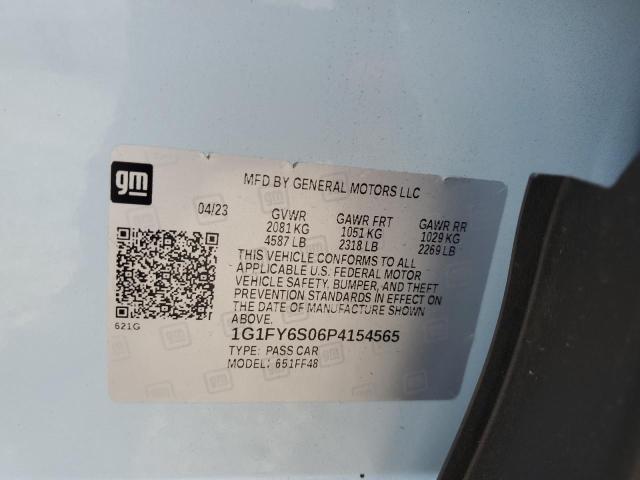 gm
MFD BY GENERAL MOTORS LLC
04/23 GVWR GAWR FRT GAWR RR
2081 KG 1051 KG 1029 KG
4587 LB 2318 LB 2269 LB
THIS VEHICLE CONFORMS TO ALL
APPLICABLE U.S. FEDERAL MOTOR
VEHICLE SAFETY, BUMPER, AND THEFT
PREVENTION STANDARDS IN EFFECT ON
THE DATE OF MANUFACTURE SHOWN
ABOVE.
621G
1G1FY6S06P4154565
TYPE: PASS CAR
MODEL: 651FF48